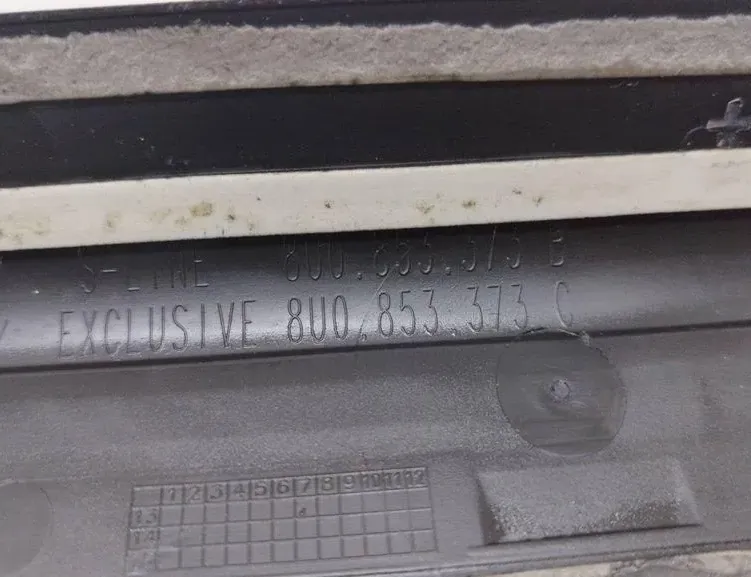 S-LINE 8U0.853.373 B
EXCLUSIVE 8U0.853.373 C
1 2 3 4 5 6 7 8 9 10 11 12
13
14